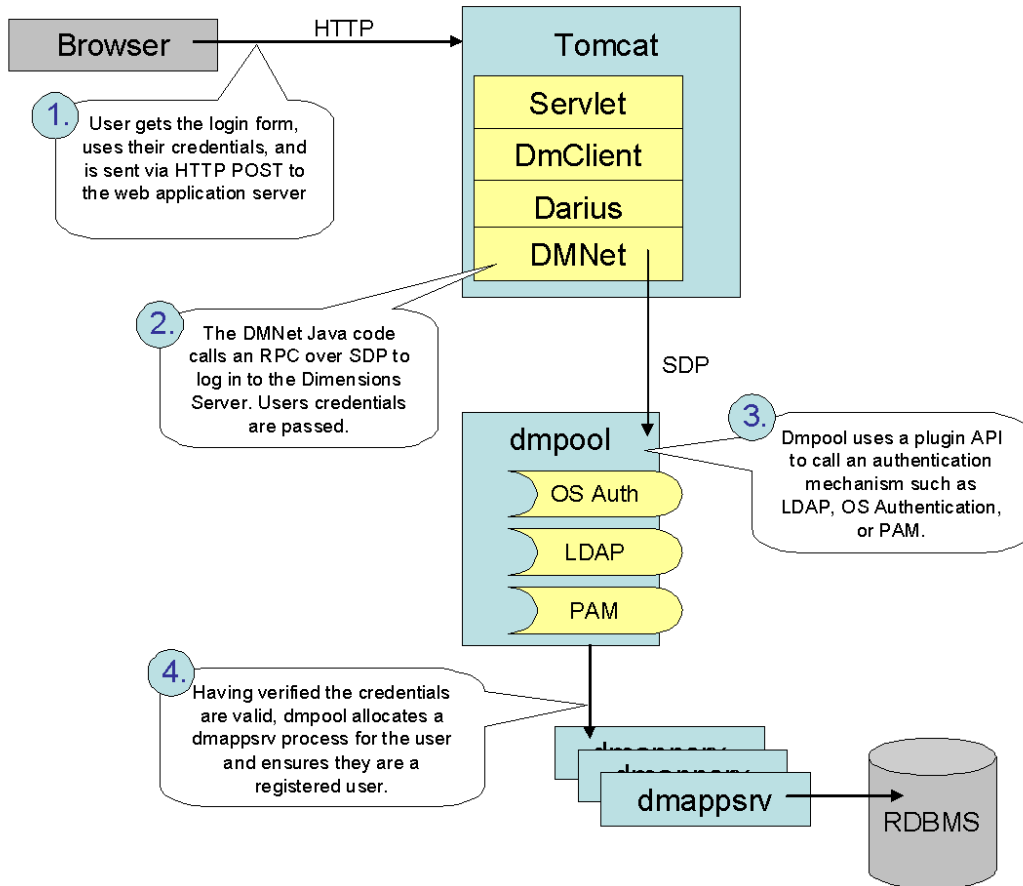 Browser
HTTP
Tomcat
Servlet
DmClient
Darius
DMNet
1.
User gets the login form,
uses their credentials, and
is sent via HTTP POST to
the web application server
2.
The DMNet Java code
calls an RPC over SDP to
log in to the Dimensions
Server. Users credentials
are passed.
SDP
dmpool
OS Auth
LDAP
PAM
3.
Dmpool uses a plugin API
to call an authentication
mechanism such as
LDAP, OS Authentication,
or PAM.
4.
Having verified the credentials
are valid, dmpool allocates a
dmappsrv process for the user
and ensures they are a
registered user.
dmappsrv
dmappsrv
dmappsrv
RDBMS